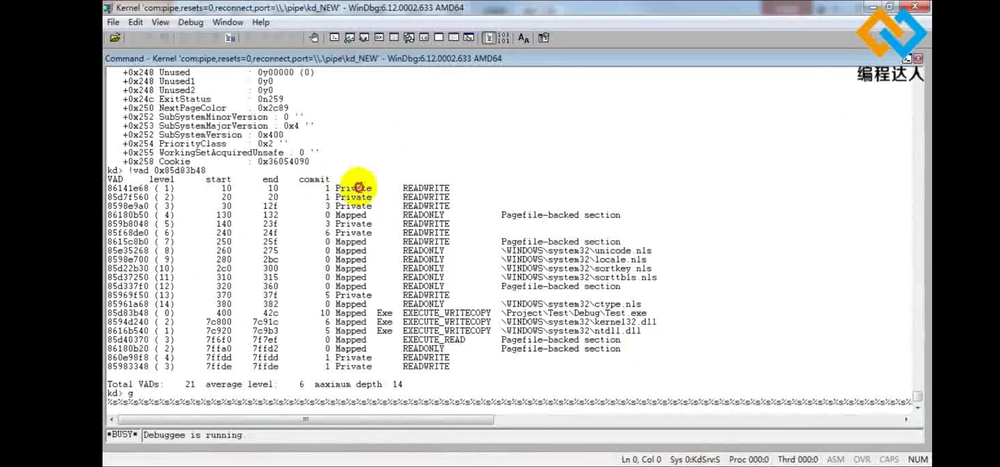 Kernel 'com:pipe,resets=0,reconnect,port=\\.\pipe\kd_NEW' - WinDbg:6.12.0002.633 AMD64
File Edit View Debug Window Help
Command - Kernel 'com:pipe,resets=0,reconnect,port=\\.\pipe\kd_NEW' - WinDbg:6.12.0002.633 AMD64
编程达人
+0x248 Unused : 0y00000 (0)
+0x248 Unused1 : 0y0
+0x248 Unused2 : 0y0
+0x24c ExitStatus : 0n259
+0x250 NextPageColor : 0x2c89
+0x252 SubSystemMinorVersion : 0 ''
+0x253 SubSystemMajorVersion : 0x4 ''
+0x252 SubSystemVersion : 0x400
+0x254 PriorityClass : 0x2 ''
+0x255 WorkingSetAcquiredUnsafe : 0 ''
+0x258 Cookie : 0x36054090
kd> !vad 0x85d83b48
VAD level start end commit
86141e68 ( 1) 10 10 1 Private READWRITE
85d7f560 ( 2) 20 20 1 Private READWRITE
8598e9a0 ( 3) 30 12f 3 Private READWRITE
86180b50 ( 4) 130 132 0 Mapped READONLY Pagefile-backed section
859b8048 ( 5) 140 23f 3 Private READWRITE
85f68de0 ( 6) 240 24f 6 Private READWRITE
8615c8b0 ( 7) 250 25f 0 Mapped READWRITE Pagefile-backed section
85e35268 ( 8) 260 275 0 Mapped READONLY \WINDOWS\system32\unicode.nls
8598e700 ( 9) 280 2bc 0 Mapped READONLY \WINDOWS\system32\locale.nls
85d22b30 (10) 2c0 300 0 Mapped READONLY \WINDOWS\system32\sortkey.nls
85d37250 (11) 310 315 0 Mapped READONLY \WINDOWS\system32\sorttbls.nls
85d337f0 (12) 320 360 0 Mapped READONLY Pagefile-backed section
85969f50 (13) 370 37f 5 Private READWRITE
85961a68 (14) 380 382 0 Mapped READONLY \WINDOWS\system32\ctype.nls
85d83b48 ( 0) 400 42c 10 Mapped Exe EXECUTE_WRITECOPY \Project\Test\Debug\Test.exe
8594d240 ( 2) 7c800 7c91c 6 Mapped Exe EXECUTE_WRITECOPY \WINDOWS\system32\kernel32.dll
8616b540 ( 1) 7c920 7c9b3 5 Mapped Exe EXECUTE_WRITECOPY \WINDOWS\system32\ntdll.dll
85d40370 ( 3) 7f6f0 7f7ef 0 Mapped EXECUTE_READ Pagefile-backed section
86180b20 ( 2) 7ffa0 7ffd2 0 Mapped READONLY Pagefile-backed section
860e98f8 ( 4) 7ffdd 7ffdd 1 Private READWRITE
85983348 ( 3) 7ffde 7ffde 1 Private READWRITE
Total VADs: 21 average level: 6 maximum depth 14
kd> g
%s%s%s%s%s%s%s%s%s%s%s%s%s%s%s%s%s%s%s%s%s%s%s%s%s%s%s%s%s%s%s%s%s%s%s%s%s%s%s%s%s%s%s%s%s%s%s%s%s%s%s%s%s%s%s%s%s%s%s%s%s%s%s%s%s%s%s%s%s%s%s%s%s%s%s%s%s%
*BUSY* Debuggee is running.
Ln 0, Col 0 Sys 0:KdSrv:S Proc 000:0 Thrd 000:0 ASM OVR CAPS NUM